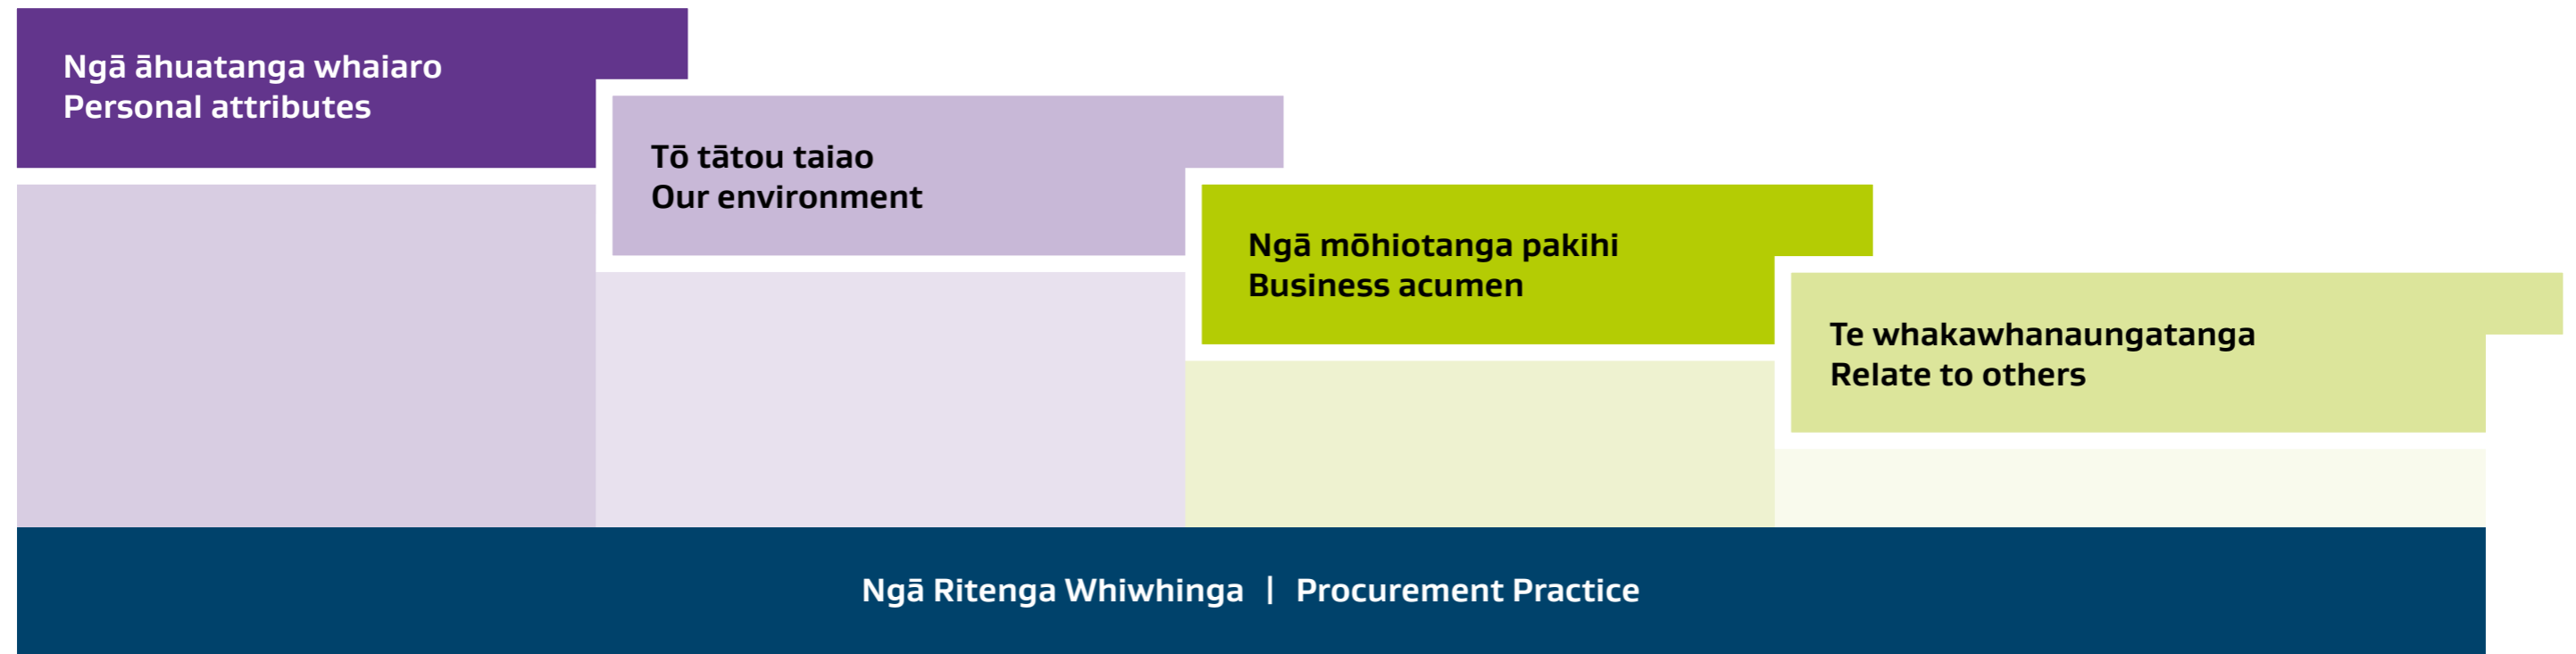 Ngā āhuatanga whaiaro
Personal attributes
Tō tātou taiao
Our environment
Ngā mōhiotanga pakihi
Business acumen
Te whakawhanaungatanga
Relate to others
Ngā Ritenga Whiwhinga | Procurement Practice